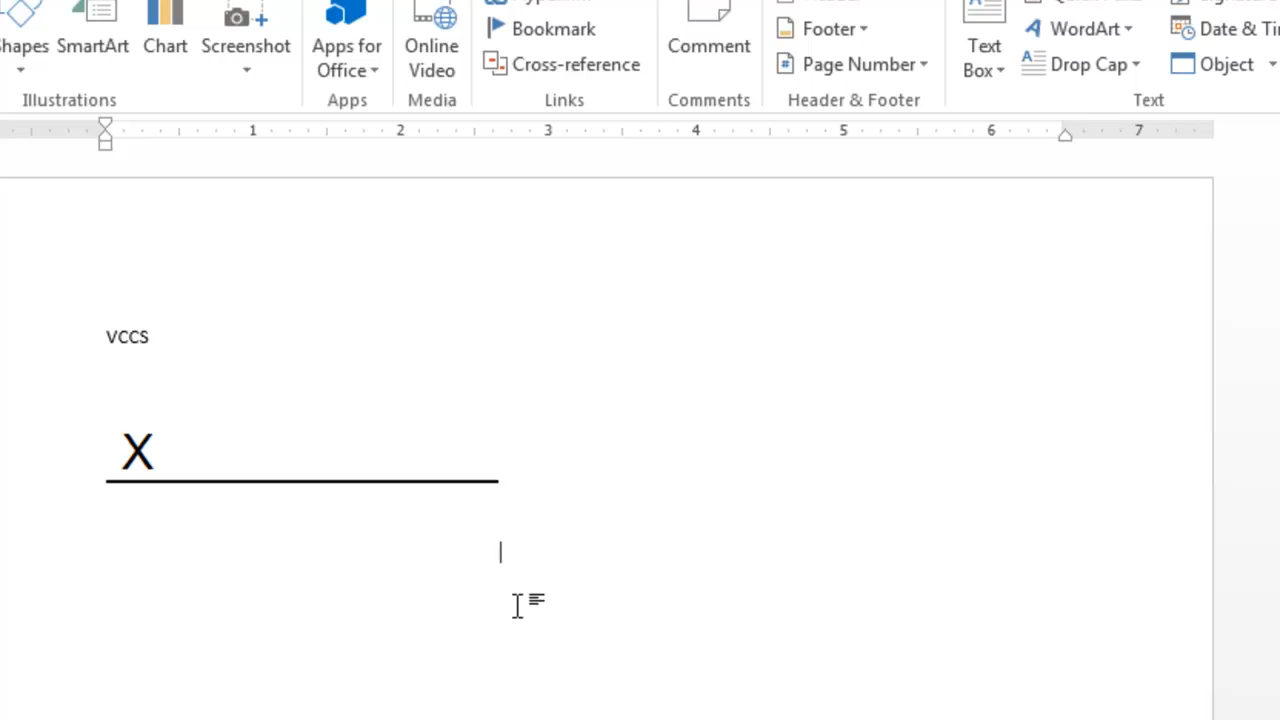 Shapes SmartArt Chart Screenshot Apps for Office Online Video Bookmark Cross-reference Comment Footer Page Number Text Box WordArt Drop Cap Date & Ti Object
Illustrations Apps Media Links Comments Header & Footer Text
1 2 3 4 5 6 7
vccs
X